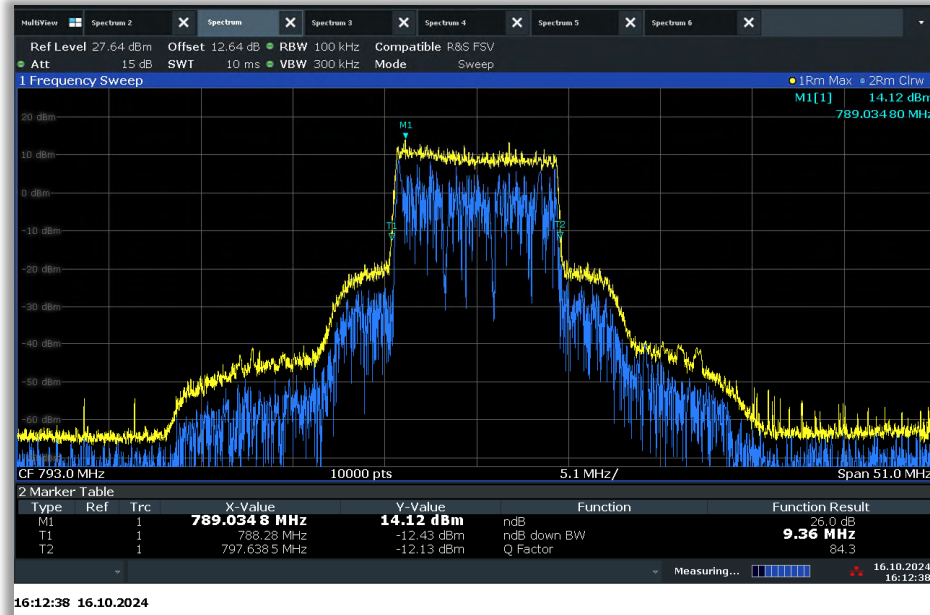 MultiView Spectrum 2 X Spectrum X Spectrum 3 X Spectrum 4 X Spectrum 5 X Spectrum 6 X
Ref Level 27.64 dBm Offset 12.64 dB RBW 100 kHz Compatible R&S FSV
Att 15 dB SWT 10 ms VBW 300 kHz Mode Sweep
1 Frequency Sweep 1Rm Max 2Rm Clrw
M1[1] 14.12 dBm
789.03480 MHz
20 dBm
M1
10 dBm
0 dBm
T1 T2
-10 dBm
-20 dBm
-30 dBm
-40 dBm
-50 dBm
-60 dBm
CF 793.0 MHz 10000 pts 5.1 MHz/ Span 51.0 MHz
2 Marker Table
Type Ref Trc X-Value Y-Value Function Function Result
M1 1 789.034 8 MHz 14.12 dBm ndB 26.0 dB
T1 1 788.28 MHz -12.43 dBm ndB down BW 9.36 MHz
T2 1 797.638 5 MHz -12.13 dBm Q Factor 84.3
Measuring... 16.10.2024
16:12:38
16:12:38 16.10.2024